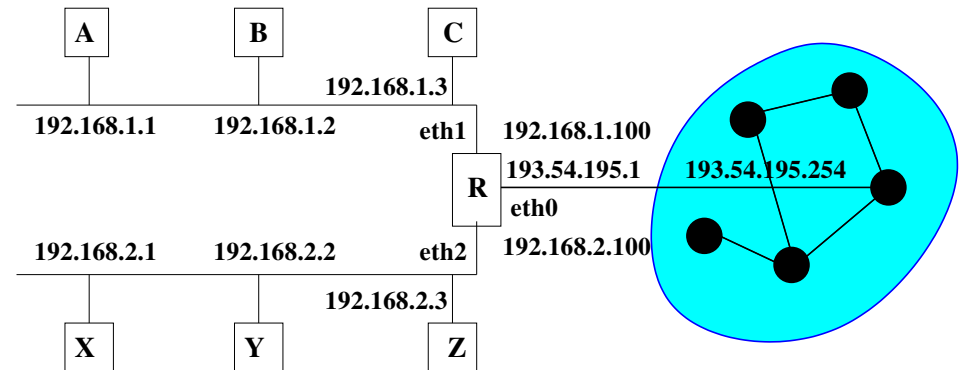 A
B
C
192.168.1.3
192.168.1.1
192.168.1.2
eth1
192.168.1.100
193.54.195.1
193.54.195.254
R
eth0
192.168.2.1
192.168.2.2
eth2
192.168.2.100
192.168.2.3
X
Y
Z